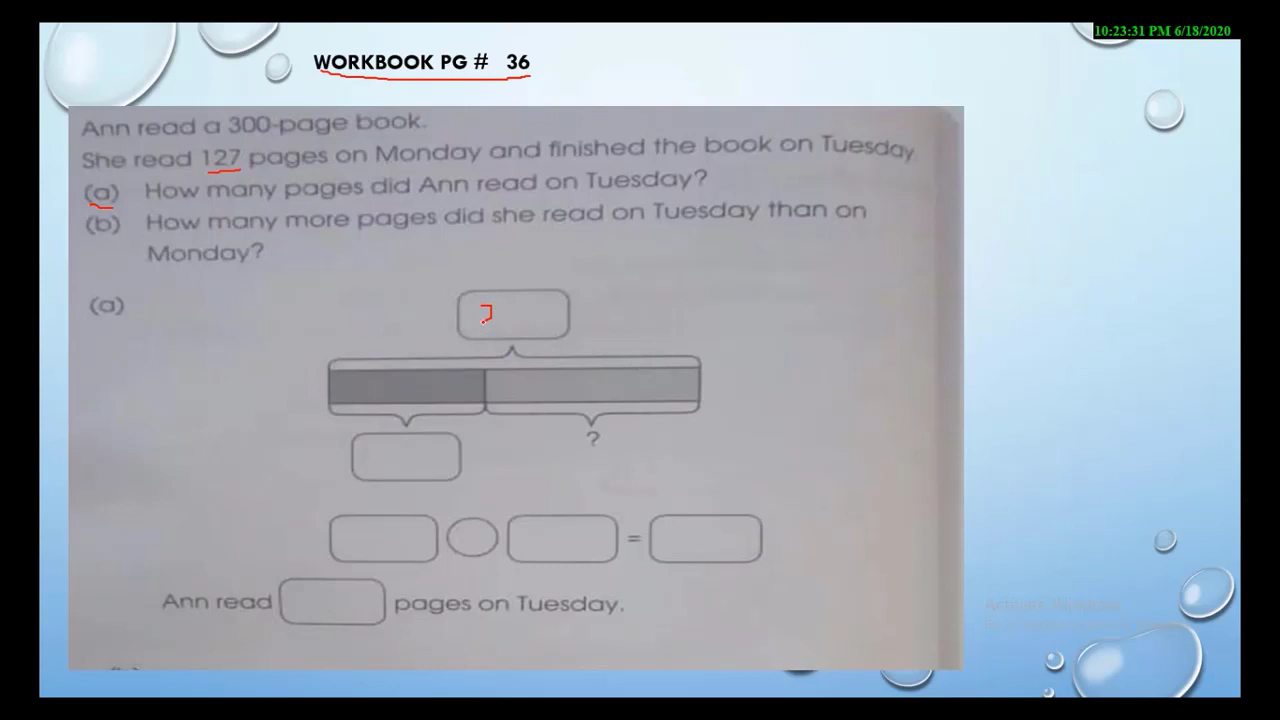 10:23:31 PM 6/18/2020
WORKBOOK PG # 36
Ann read a 300-page book.
She read 127 pages on Monday and finished the book on Tuesday
(a) How many pages did Ann read on Tuesday?
(b) How many more pages did she read on Tuesday than on
Monday?
(a)
?
=
Ann read pages on Tuesday.